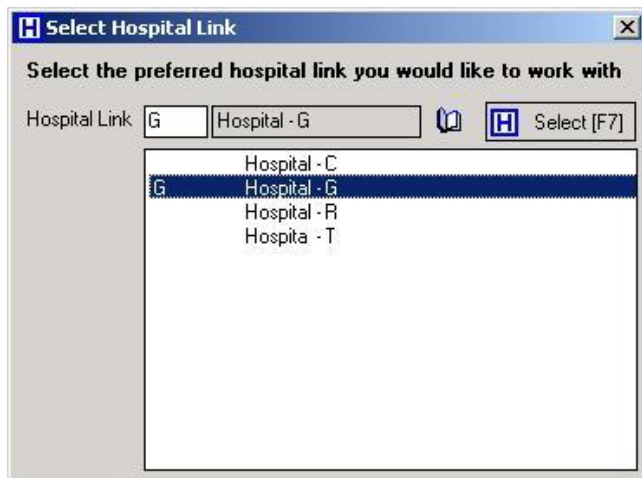 H Select Hospital Link
Select the preferred hospital link you would like to work with
Hospital Link G Hospital - G H Select [F7]
Hospital - C
G Hospital - G
Hospital - R
Hospita - T